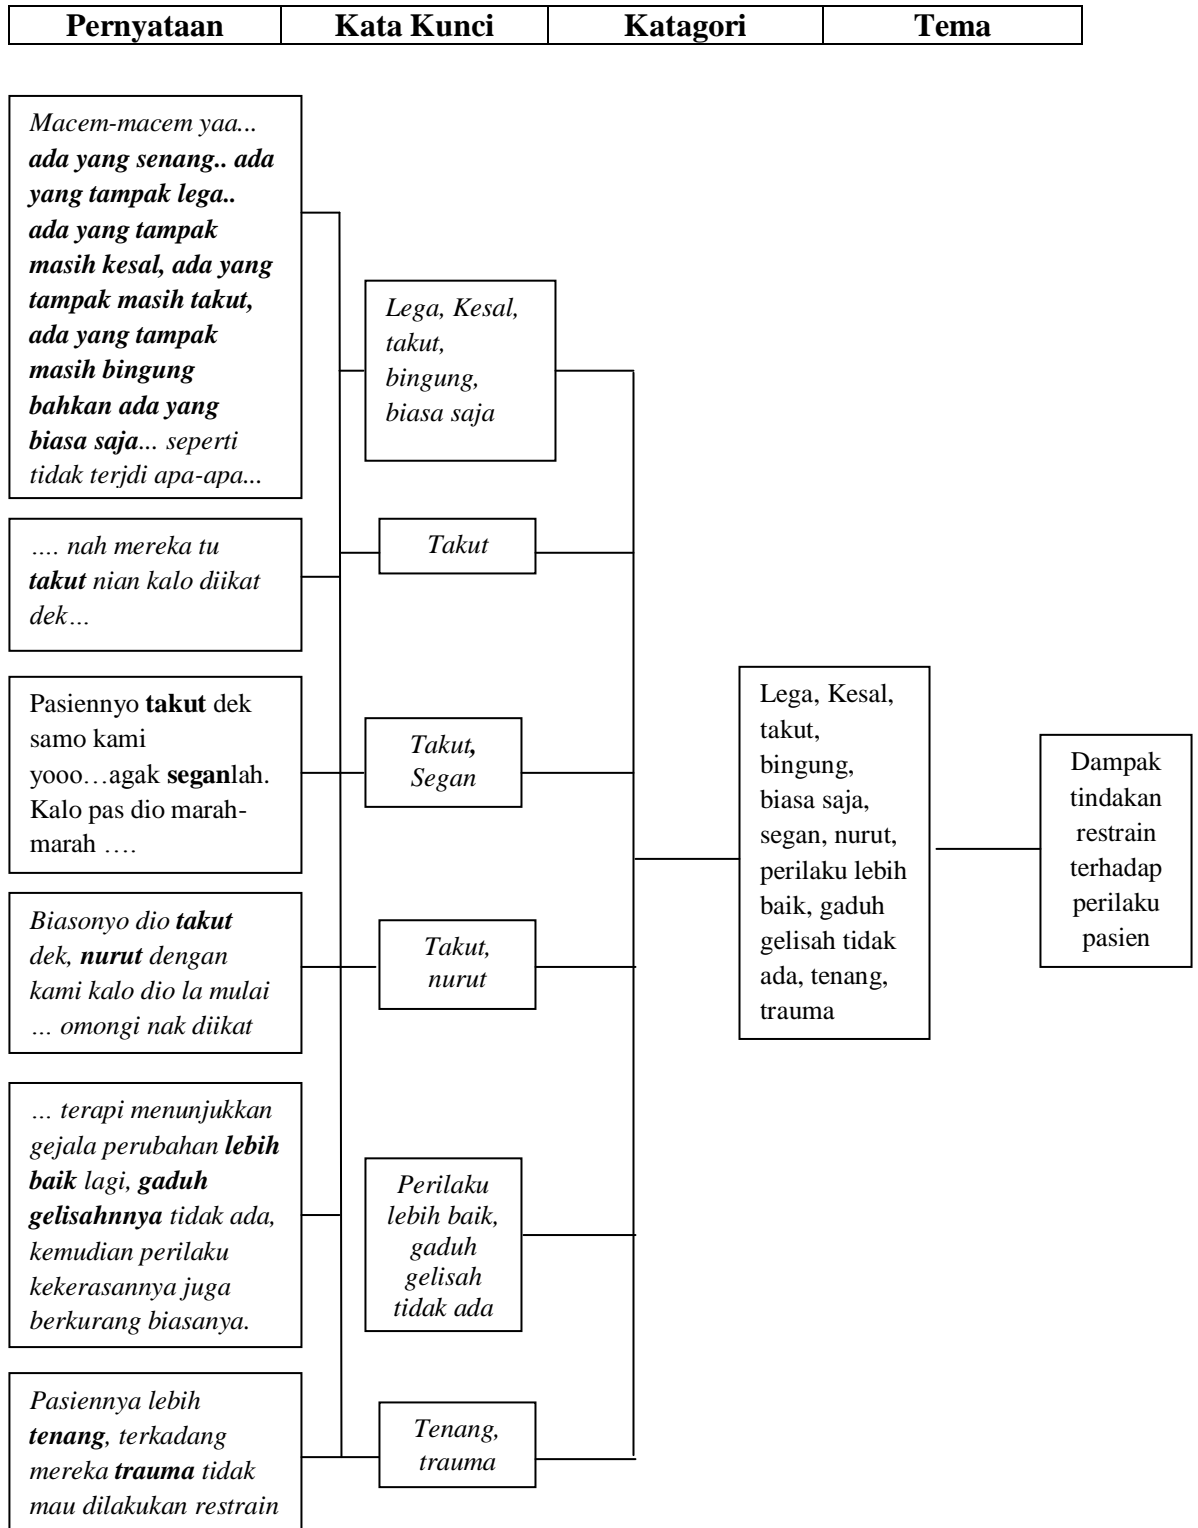 Pernyataan Kata Kunci Katagori Tema
Macem-macem yaa...
ada yang senang.. ada
yang tampak lega..
ada yang tampak
masih kesal, ada yang
tampak masih takut,
ada yang tampak
masih bingung
bahkan ada yang
biasa saja... seperti
tidak terjdi apa-apa...
Lega, Kesal,
takut,
bingung,
biasa saja
…. nah mereka tu
takut nian kalo diikat
dek…
Takut
Pasiennyo takut dek
samo kami
yooo…agak seganlah.
Kalo pas dio marah-
marah ….
Takut,
Segan
Biasonyo dio takut
dek, nurut dengan
kami kalo dio la mulai
… omongi nak diikat
Takut,
nurut
… terapi menunjukkan
gejala perubahan lebih
baik lagi, gaduh
gelisahnnya tidak ada,
kemudian perilaku
kekerasannya juga
berkurang biasanya.
Perilaku
lebih baik,
gaduh
gelisah
tidak ada
Pasiennya lebih
tenang, terkadang
mereka trauma tidak
mau dilakukan restrain
Tenang,
trauma
Lega, Kesal,
takut,
bingung,
biasa saja,
segan, nurut,
perilaku lebih
baik, gaduh
gelisah tidak
ada, tenang,
trauma
Dampak
tindakan
restrain
terhadap
perilaku
pasien